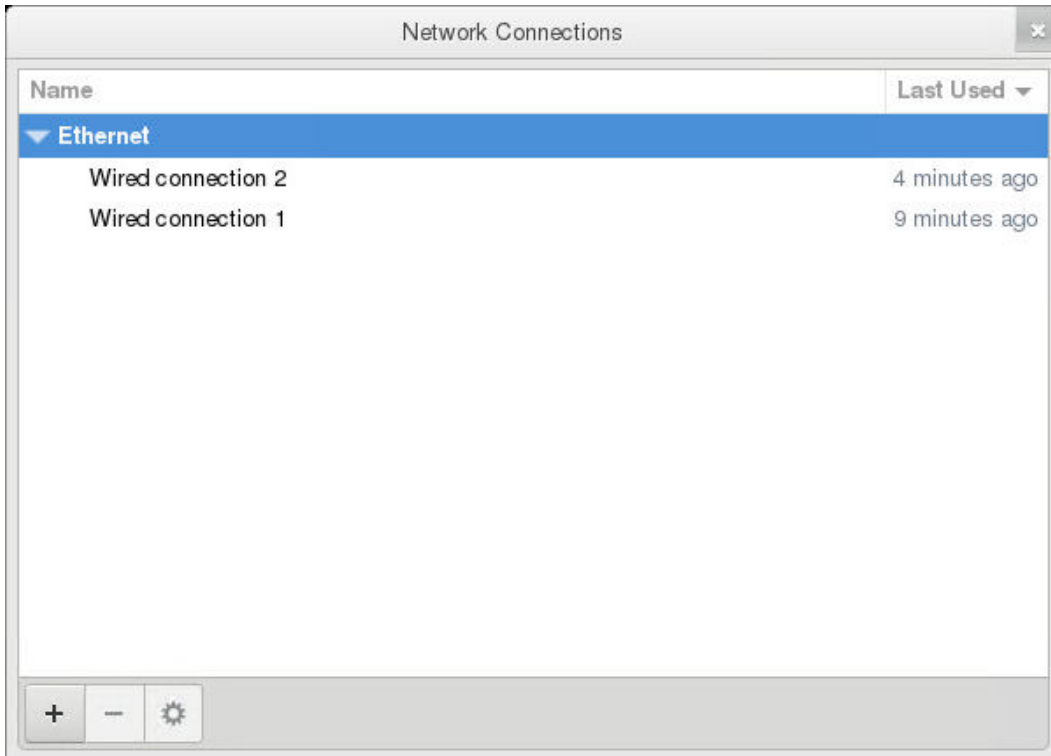 Network Connections
Name Last Used
Ethernet
Wired connection 2 4 minutes ago
Wired connection 1 9 minutes ago